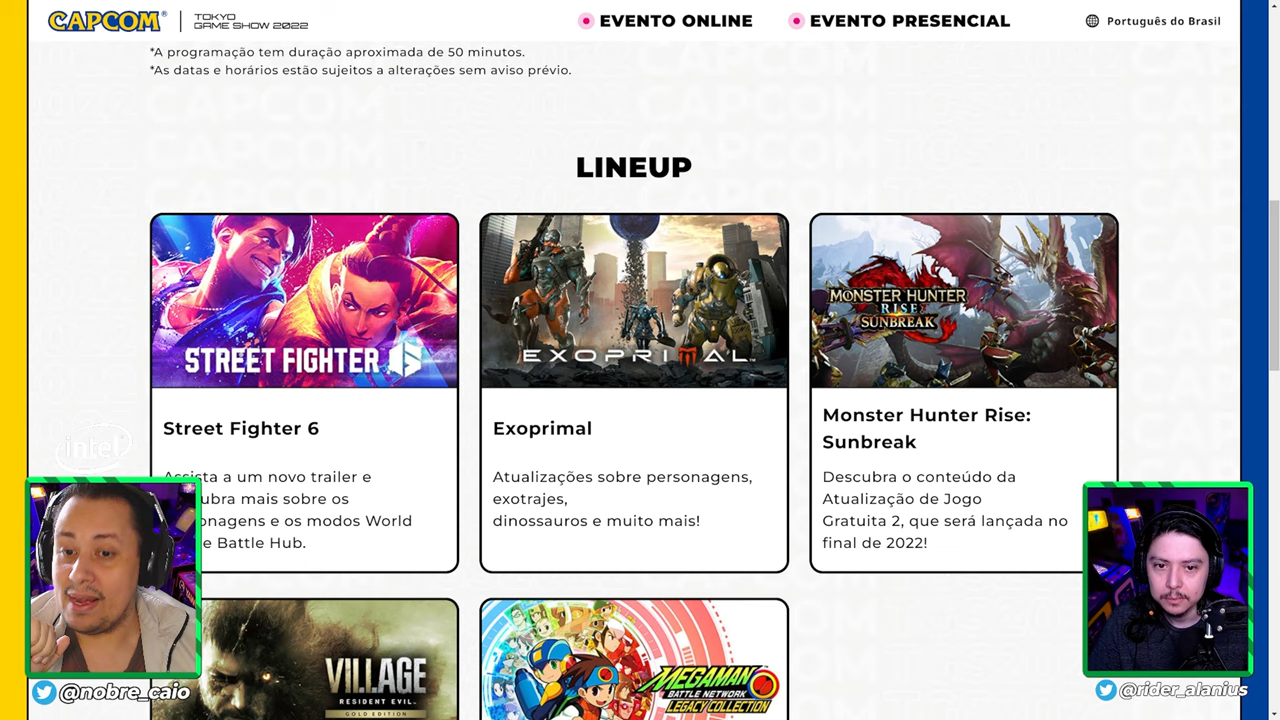 CAPCOM
TOKYO
GAME SHOW 2022
EVENTO ONLINE
EVENTO PRESENCIAL
Português do Brasil
*A programação tem duração aproximada de 50 minutos.
*As datas e horários estão sujeitos a alterações sem aviso prévio.
LINEUP
STREET FIGHTER 6
EXOPRIMAL
MONSTER HUNTER
RISE:
SUNBREAK
Street Fighter 6
Assista a um novo trailer e
ubra mais sobre os
onagens e os modos World
e Battle Hub.
Exoprimal
Atualizações sobre personagens,
exotrajes,
dinossauros e muito mais!
Monster Hunter Rise:
Sunbreak
Descubra o conteúdo da
Atualização de Jogo
Gratuita 2, que será lançada no
final de 2022!
intel
VILLAGE
RESIDENT EVIL
GOLD EDITION
MEGAMAN
BATTLE NETWORK
LEGACY COLLECTION
@nobre_caio
@rider_alanius